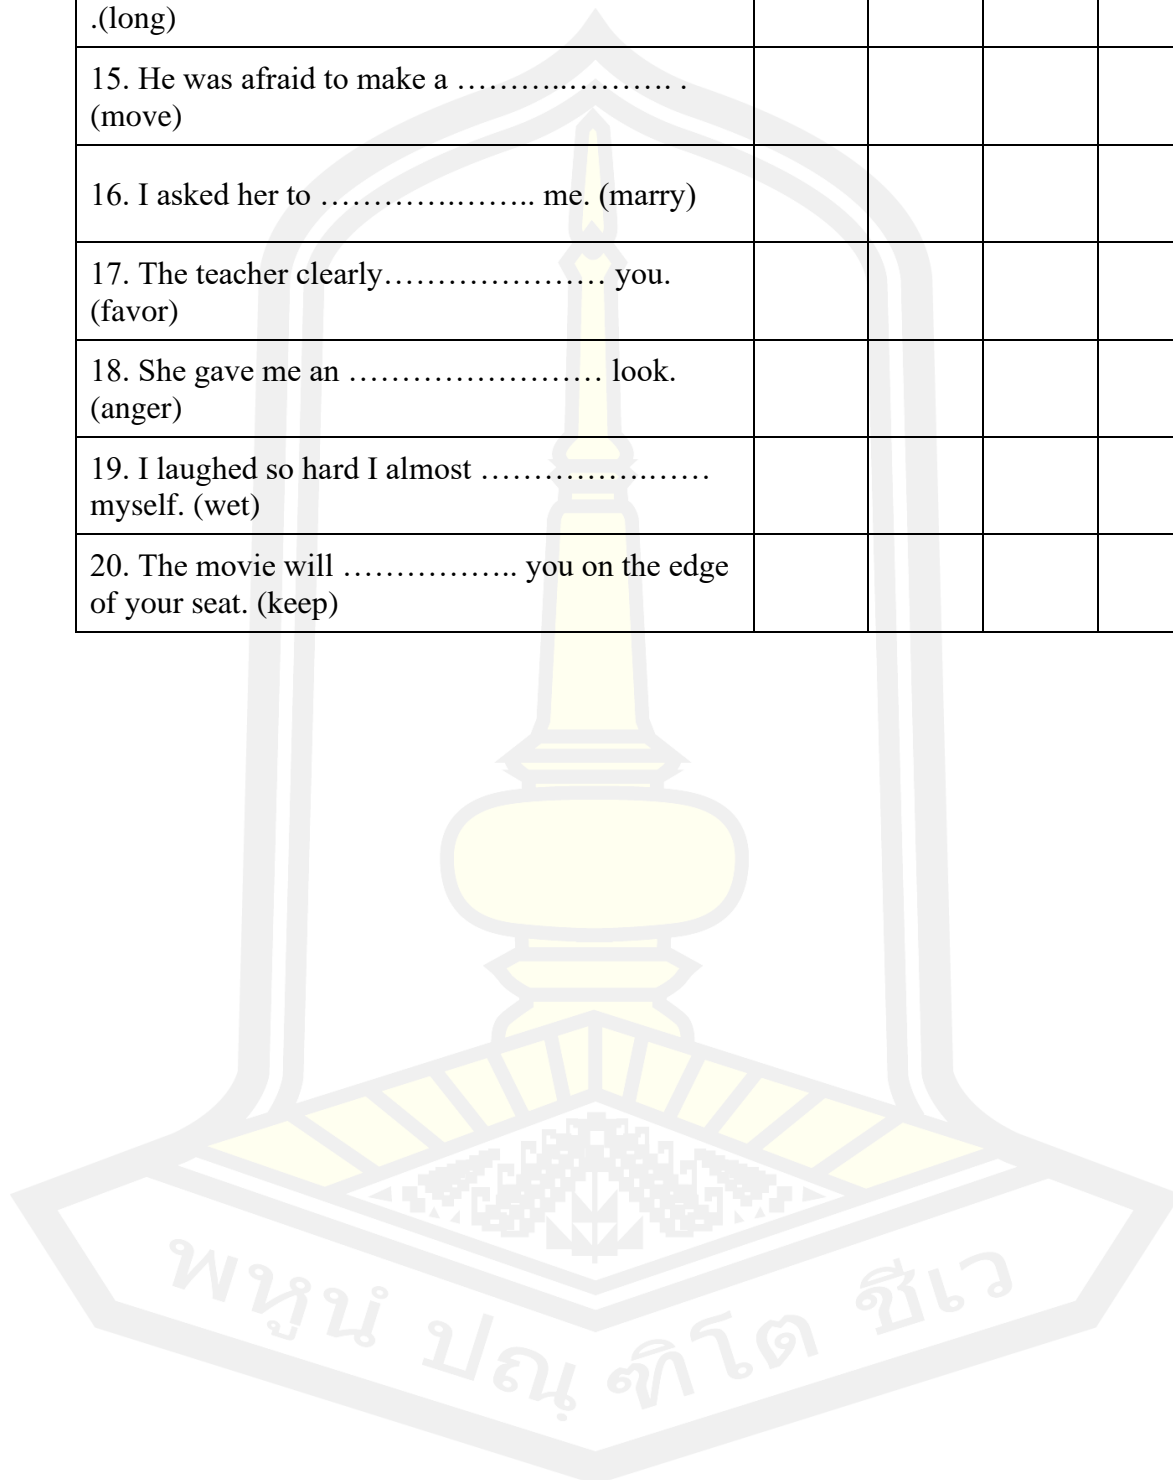 .(long)
15. He was afraid to make a ………..……….. .
(move)
16. I asked her to ………….…….. me. (marry)
17. The teacher clearly………………… you.
(favor)
18. She gave me an …………………… look.
(anger)
19. I laughed so hard I almost …………….……
myself. (wet)
20. The movie will …………….. you on the edge
of your seat. (keep)
พหูนํ ปณฺฑิโต ชีเว